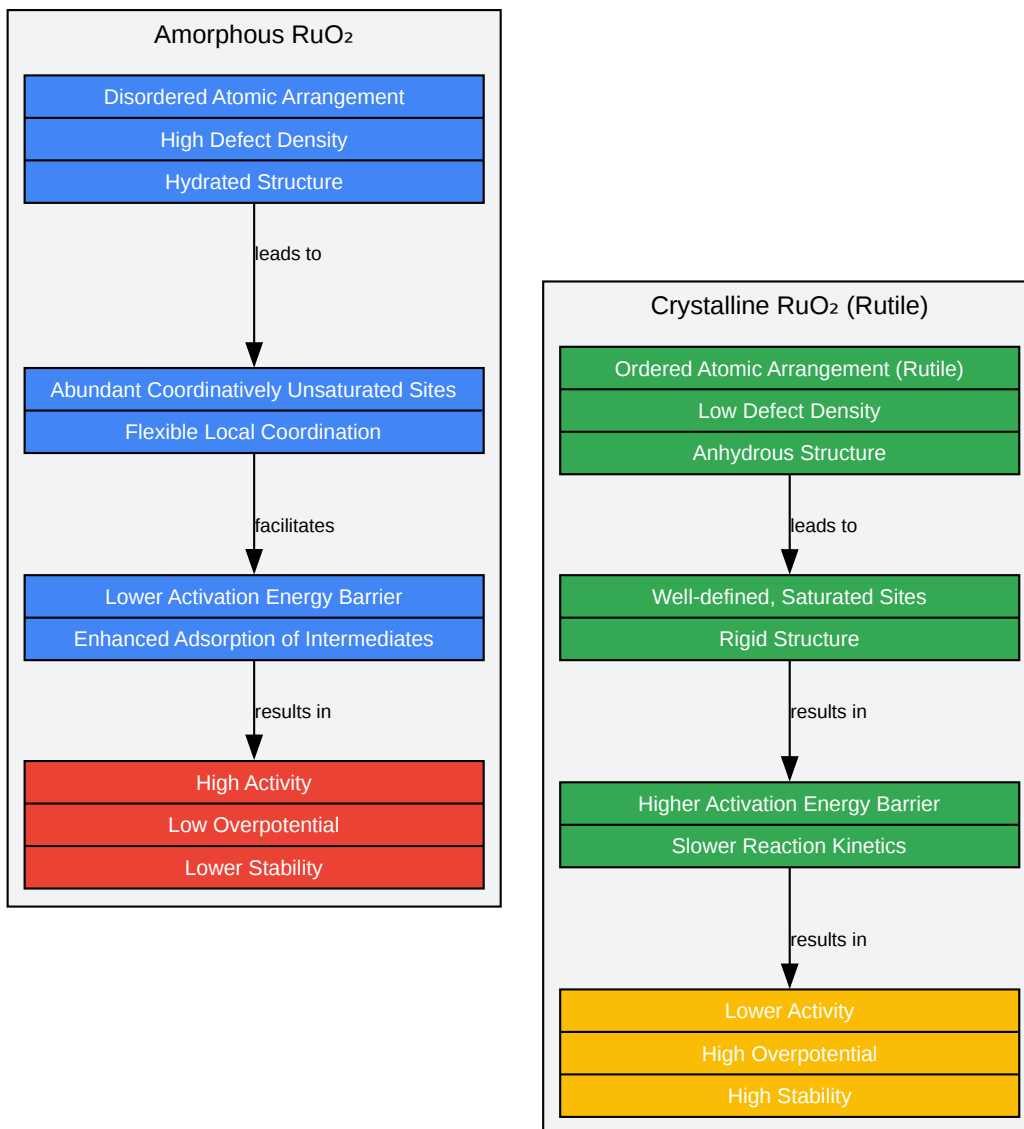 Amorphous RuO₂
Disordered Atomic Arrangement
High Defect Density
Hydrated Structure
leads to
Abundant Coordinatively Unsaturated Sites
Flexible Local Coordination
facilitates
Lower Activation Energy Barrier
Enhanced Adsorption of Intermediates
results in
High Activity
Low Overpotential
Lower Stability
Crystalline RuO₂ (Rutile)
Ordered Atomic Arrangement (Rutile)
Low Defect Density
Anhydrous Structure
leads to
Well-defined, Saturated Sites
Rigid Structure
results in
Higher Activation Energy Barrier
Slower Reaction Kinetics
results in
Lower Activity
High Overpotential
High Stability